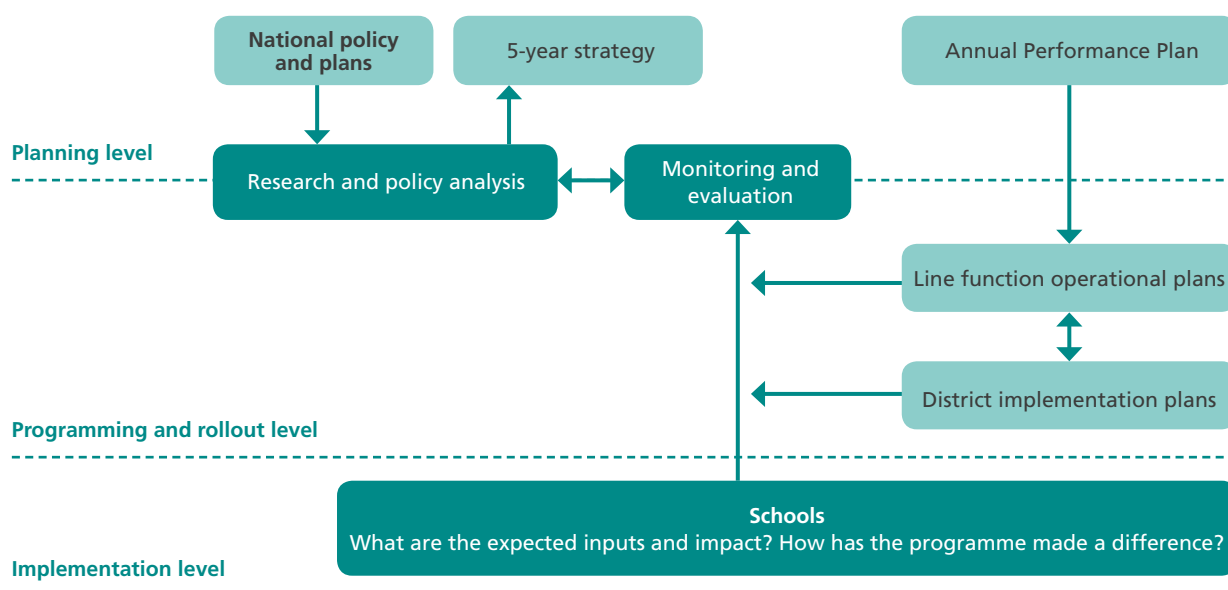 National policy
and plans
5-year strategy
Annual Performance Plan
Planning level
Research and policy analysis
Monitoring and
evaluation
Line function operational plans
District implementation plans
Programming and rollout level
Schools
What are the expected inputs and impact? How has the programme made a difference?
Implementation level